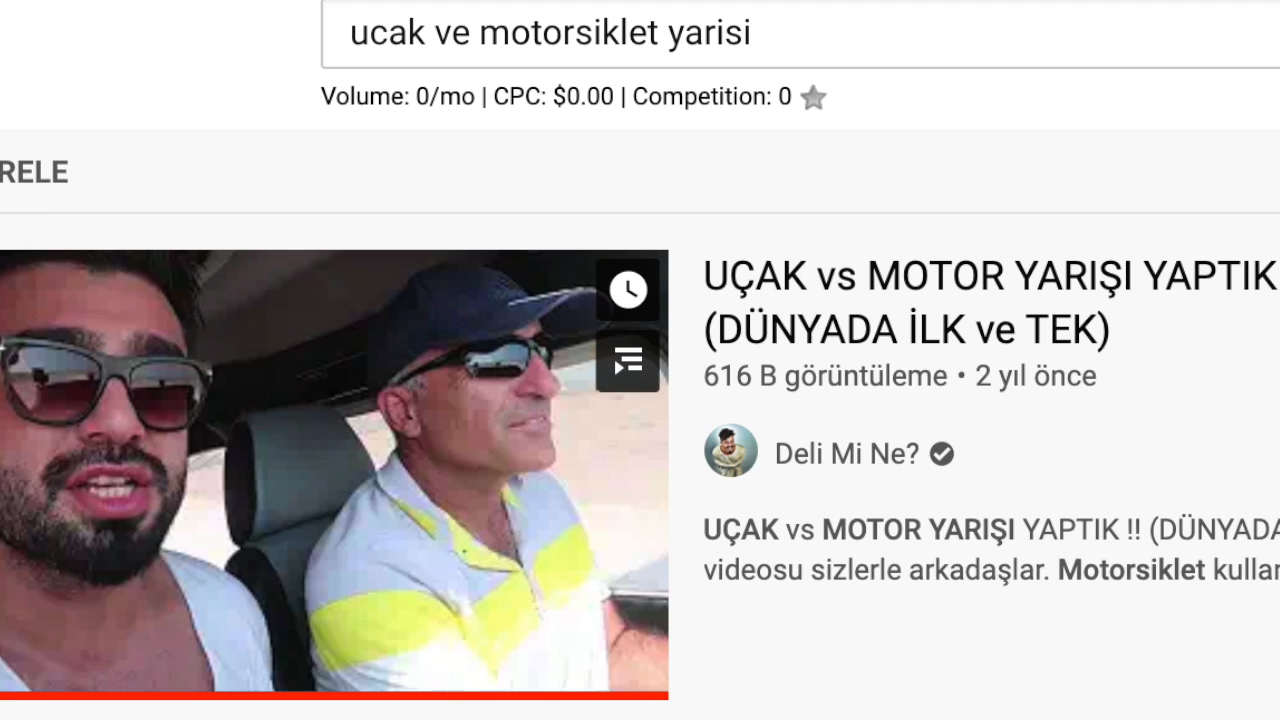 ucak ve motorsiklet yarisi
Volume: 0/mo | CPC: $0.00 | Competition: 0
RELE
UÇAK vs MOTOR YARIŞI YAPTIK
(DÜNYADA İLK ve TEK)
616 B görüntüleme • 2 yıl önce
Deli Mi Ne?
UÇAK vs MOTOR YARIŞI YAPTIK !! (DÜNYADA
videosu sizlerle arkadaşlar. Motorsiklet kullar